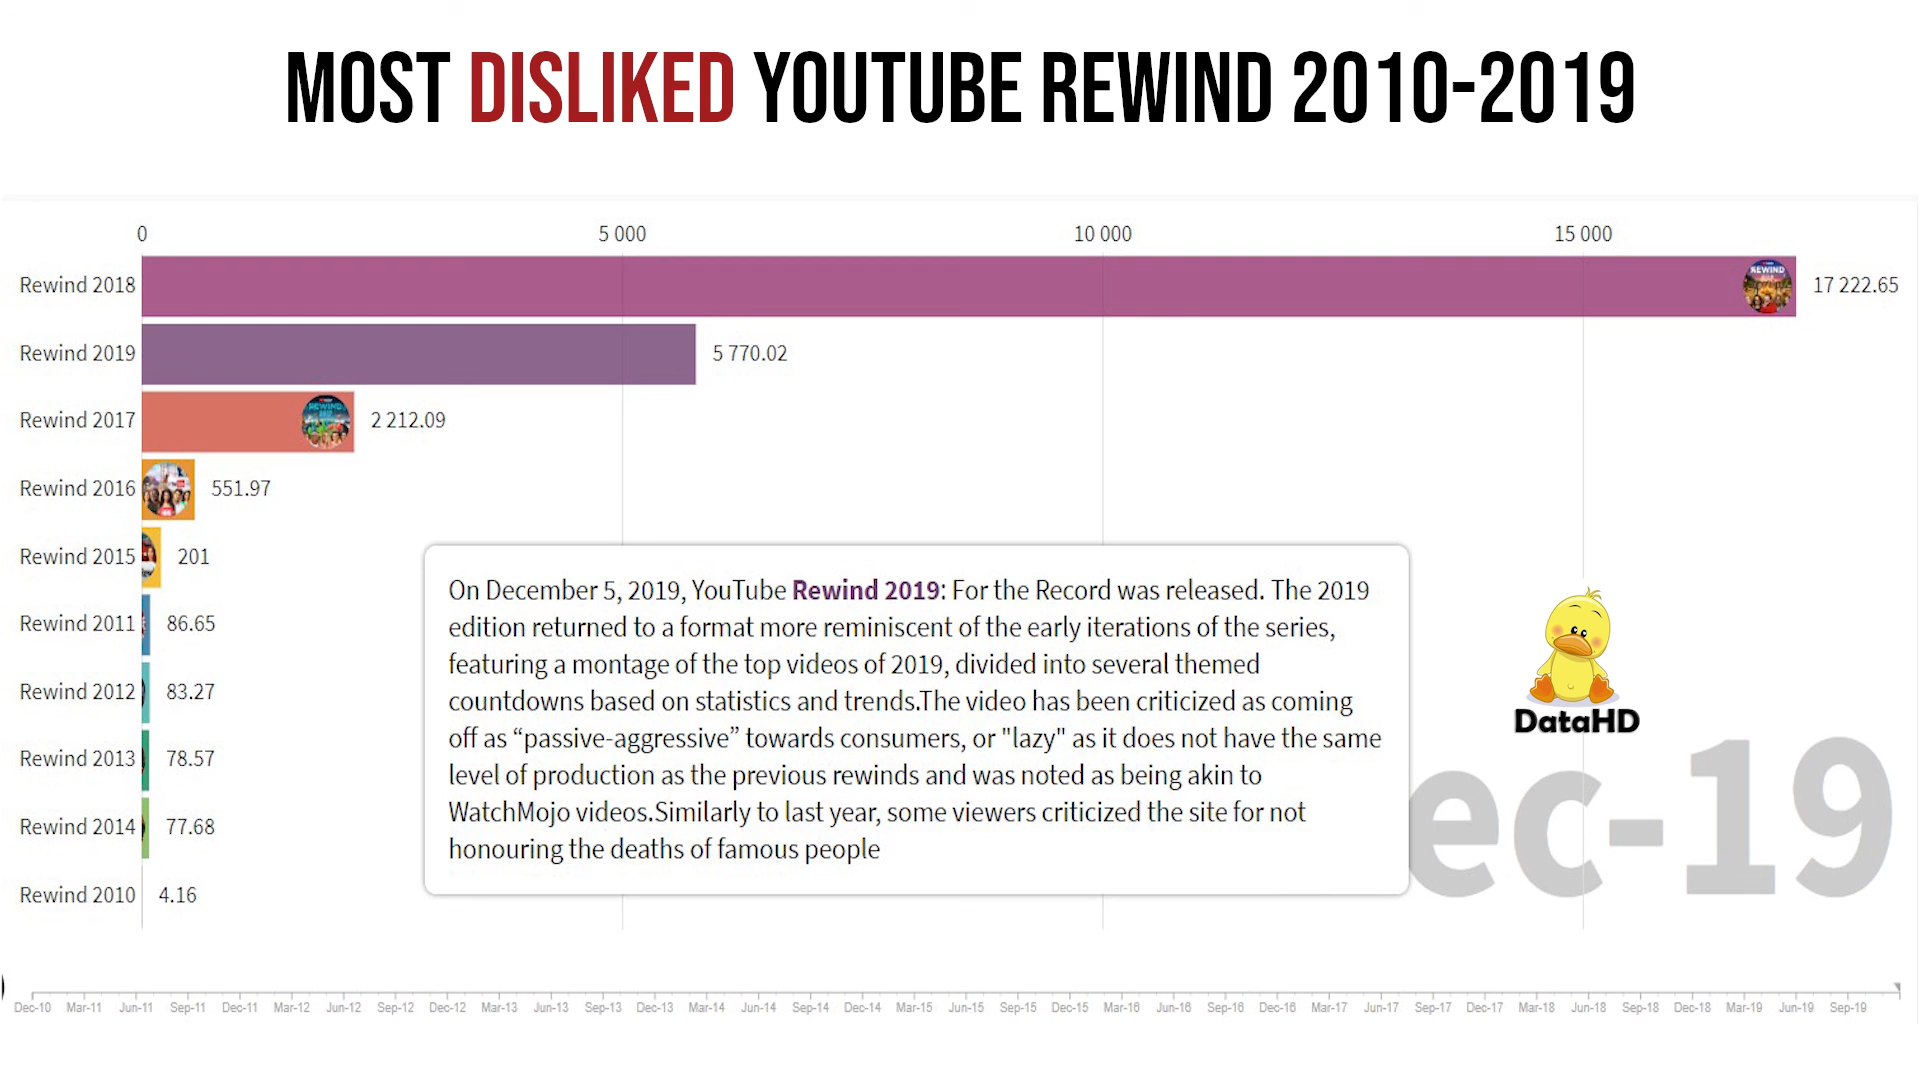 MOST DISLIKED YOUTUBE REWIND 2010-2019
0 5 000 10 000 15 000
Rewind 2018 REWIND 17 222.65
Rewind 2019 5 770.02
Rewind 2017 REWIND 2 212.09
Rewind 2016 551.97
Rewind 2015 201
Rewind 2011 86.65
Rewind 2012 83.27
Rewind 2013 78.57
Rewind 2014 77.68
Rewind 2010 4.16
On December 5, 2019, YouTube Rewind 2019: For the Record was released. The 2019
edition returned to a format more reminiscent of the early iterations of the series,
featuring a montage of the top videos of 2019, divided into several themed
countdowns based on statistics and trends.The video has been criticized as coming
off as “passive-aggressive” towards consumers, or "lazy" as it does not have the same
level of production as the previous rewinds and was noted as being akin to
WatchMojo videos.Similarly to last year, some viewers criticized the site for not
honouring the deaths of famous people
DataHD
ec-19
Dec-10 Mar-11 Jun-11 Sep-11 Dec-11 Mar-12 Jun-12 Sep-12 Dec-12 Mar-13 Jun-13 Sep-13 Dec-13 Mar-14 Jun-14 Sep-14 Dec-14 Mar-15 Jun-15 Sep-15 Dec-15 Mar-16 Jun-16 Sep-16 Dec-16 Mar-17 Jun-17 Sep-17 Dec-17 Mar-18 Jun-18 Sep-18 Dec-18 Mar-19 Jun-19 Sep-19